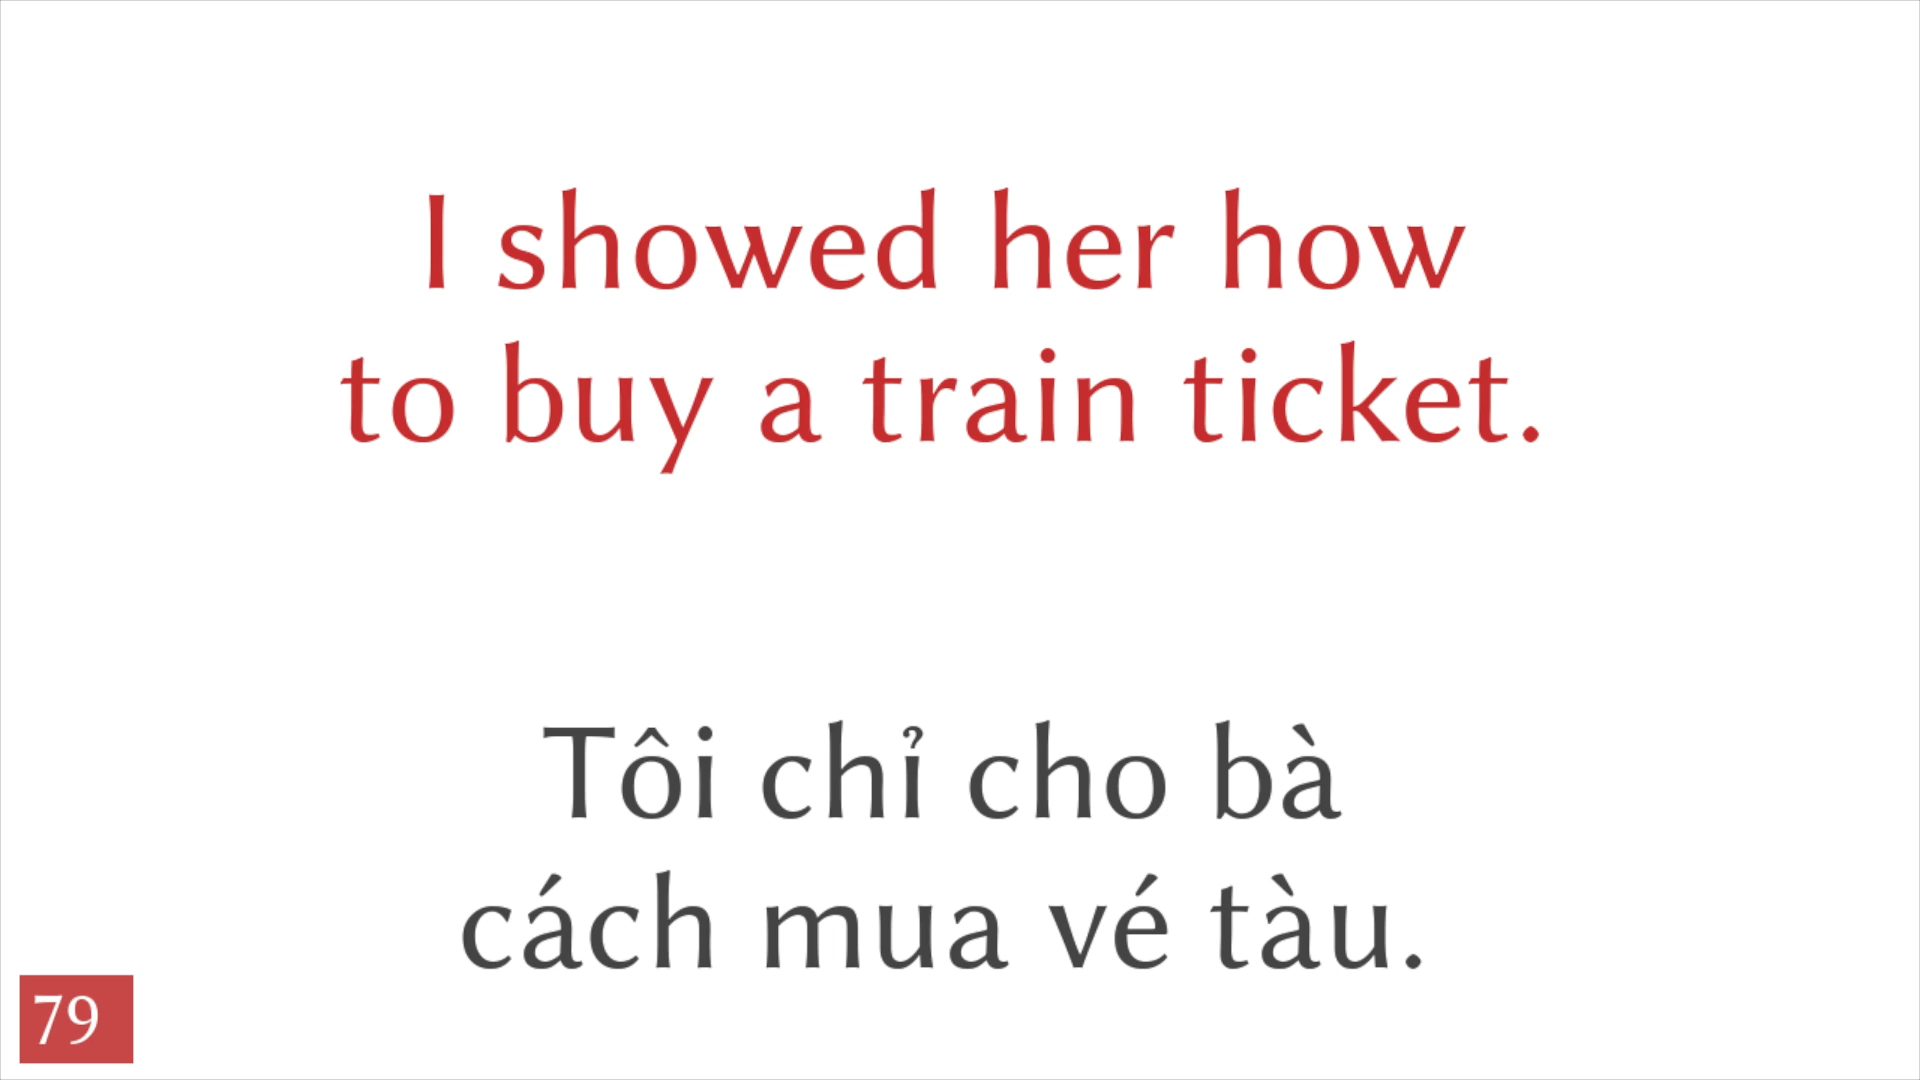 I showed her how
to buy a train ticket.
Tôi chỉ cho bà
cách mua vé tàu.
79